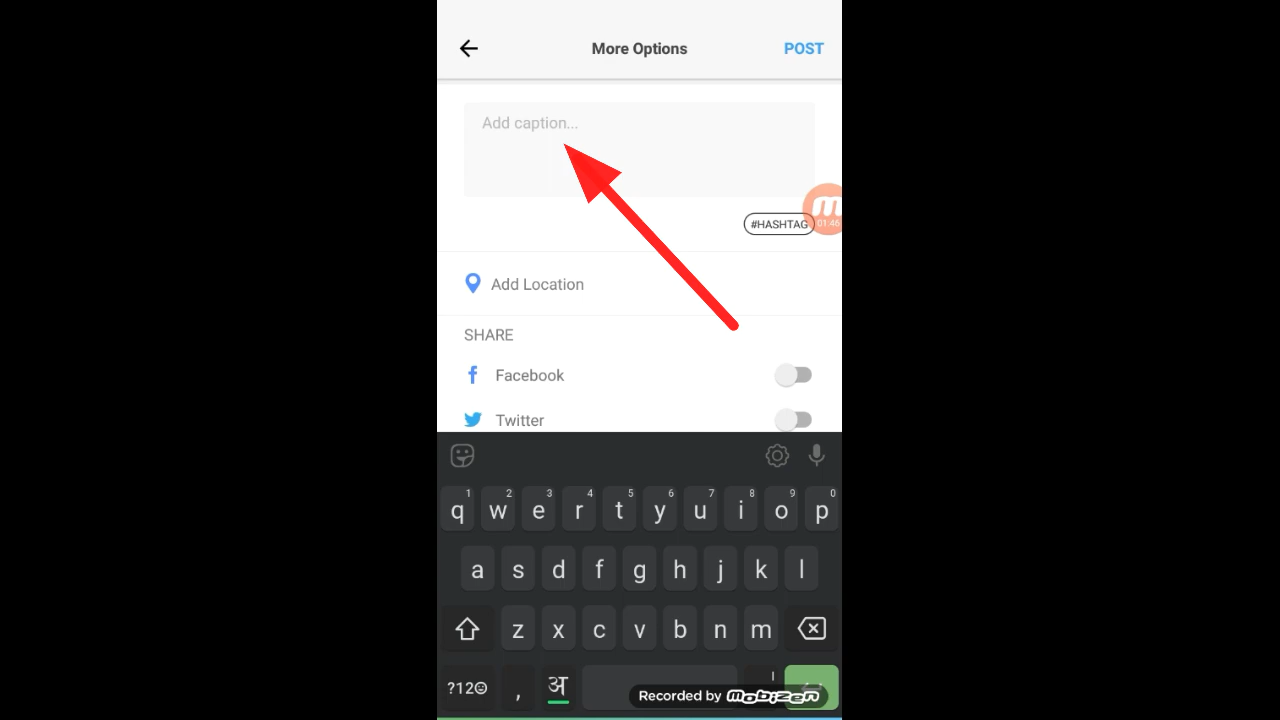 More Options
POST
Add caption...
#HASHTAG
01:46
Add Location
SHARE
Facebook
Twitter
1 2 3 4 5 6 7 8 9 0
q w e r t y u i o p
a s d f g h j k l
z x c v b n m
?12☺ , अ ।
Recorded by mobizen